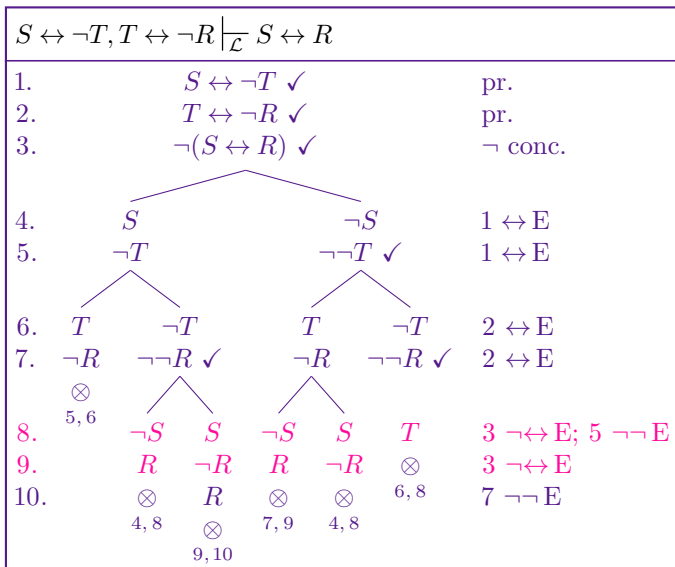 S ↔ ¬T, T ↔ ¬R ⊢ℒ S ↔ R
1. S ↔ ¬T ✓ pr.
2. T ↔ ¬R ✓ pr.
3. ¬(S ↔ R) ✓ ¬ conc.
4. S ¬S 1 ↔ E
5. ¬T ¬¬T ✓ 1 ↔ E
6. T ¬T T ¬T 2 ↔ E
7. ¬R ¬¬R ✓ ¬R ¬¬R ✓ 2 ↔ E
⊗
5, 6
8. ¬S S ¬S S T 3 ¬↔ E; 5 ¬¬ E
9. R ¬R R ¬R ⊗ 3 ¬↔ E
6, 8
10. ⊗ R ⊗ ⊗ 7 ¬¬ E
4, 8 ⊗ 7, 9 4, 8
9, 10